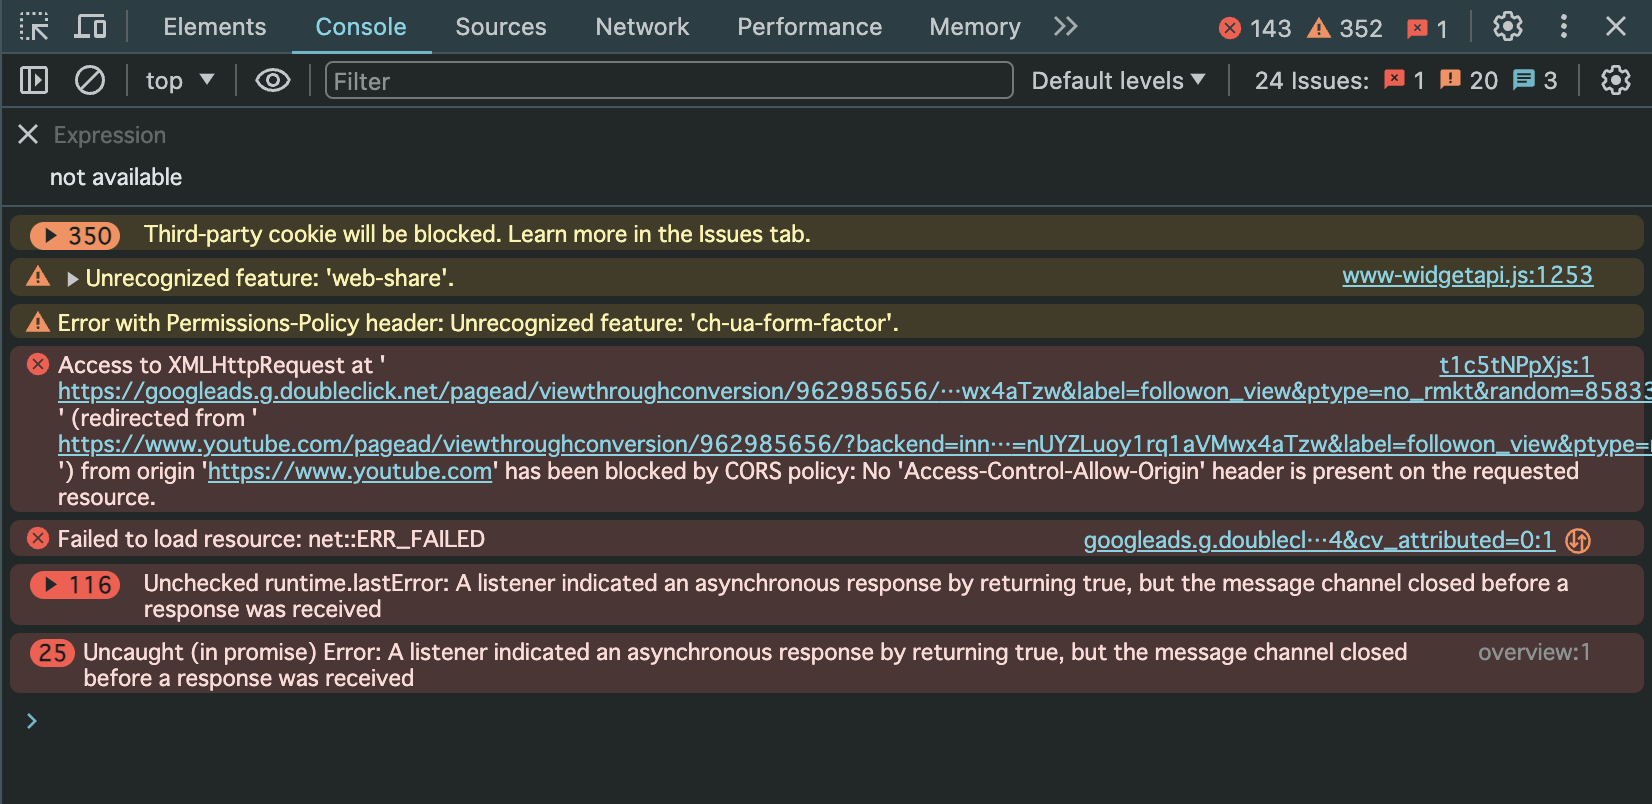 Elements Console Sources Network Performance Memory 143 352 1
top Filter Default levels 24 Issues: 1 20 3
Expression
not available
350 Third-party cookie will be blocked. Learn more in the Issues tab.
Unrecognized feature: 'web-share'. www-widgetapi.js:1253
Error with Permissions-Policy header: Unrecognized feature: 'ch-ua-form-factor'.
Access to XMLHttpRequest at ' t1c5tNPpXjs:1
https://googleads.g.doubleclick.net/pagead/viewthroughconversion/962985656/…wx4aTzw&label=followon_view&ptype=no_rmkt&random=85833
' (redirected from '
https://www.youtube.com/pagead/viewthroughconversion/962985656/?backend=inn…=nUYZLuoy1rq1aVMwx4aTzw&label=followon_view&ptype=
') from origin 'https://www.youtube.com' has been blocked by CORS policy: No 'Access-Control-Allow-Origin' header is present on the requested
resource.
Failed to load resource: net::ERR_FAILED googleads.g.doublecl…4&cv_attributed=0:1
116 Unchecked runtime.lastError: A listener indicated an asynchronous response by returning true, but the message channel closed before a
response was received
25 Uncaught (in promise) Error: A listener indicated an asynchronous response by returning true, but the message channel closed overview:1
before a response was received